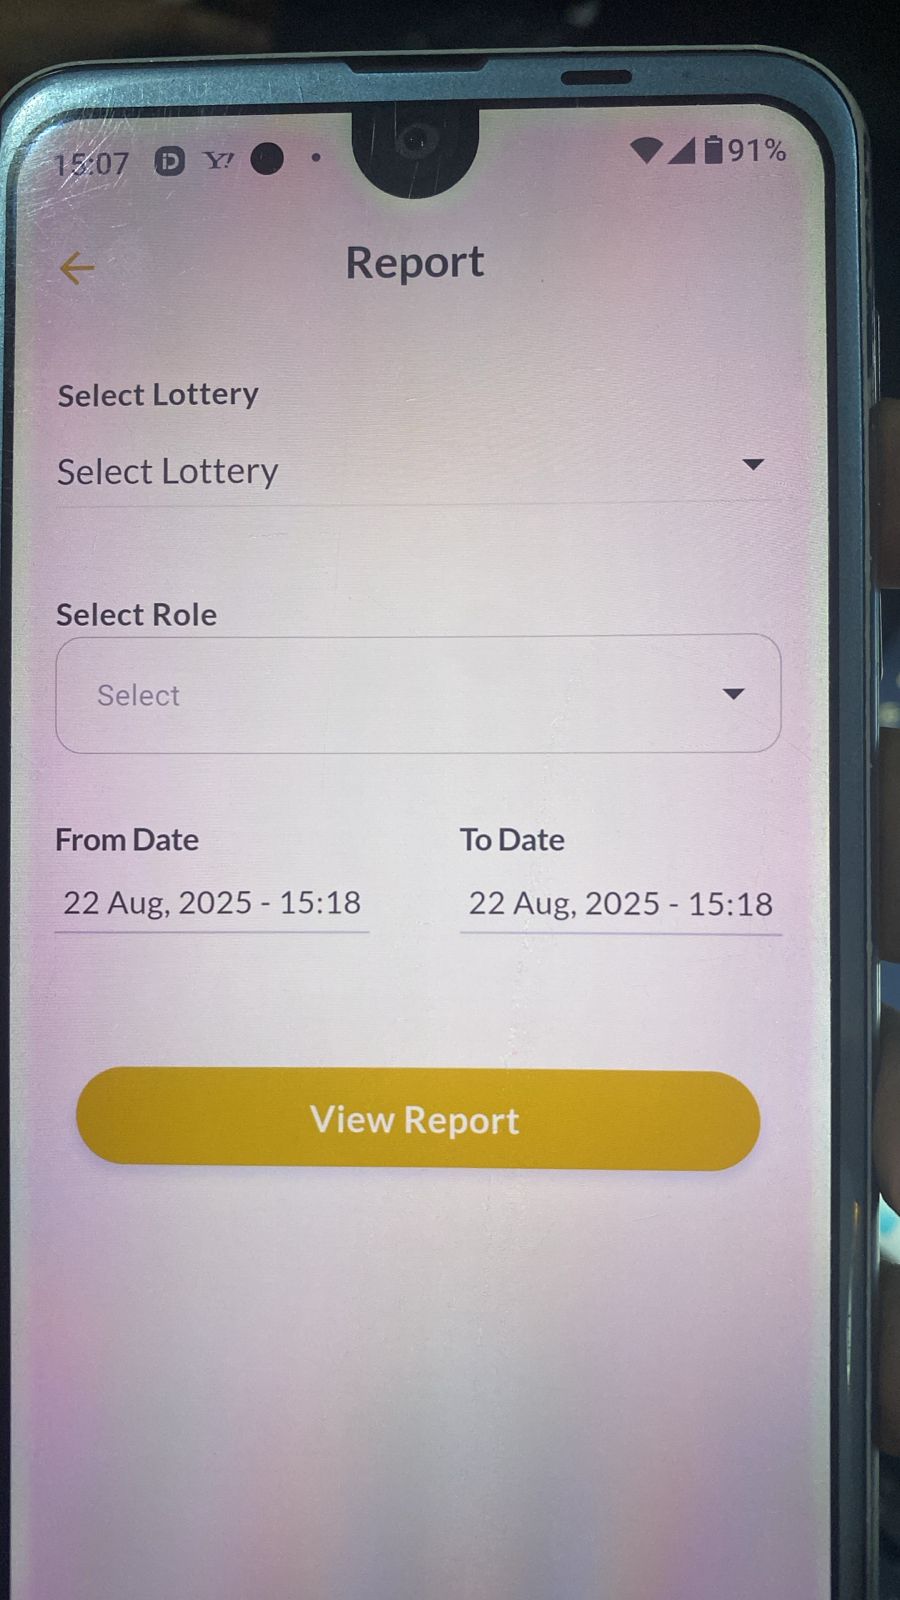 15:07 iD Y! 91%
Report
Select Lottery
Select Lottery
Select Role
Select
From Date To Date
22 Aug, 2025 - 15:18 22 Aug, 2025 - 15:18
View Report